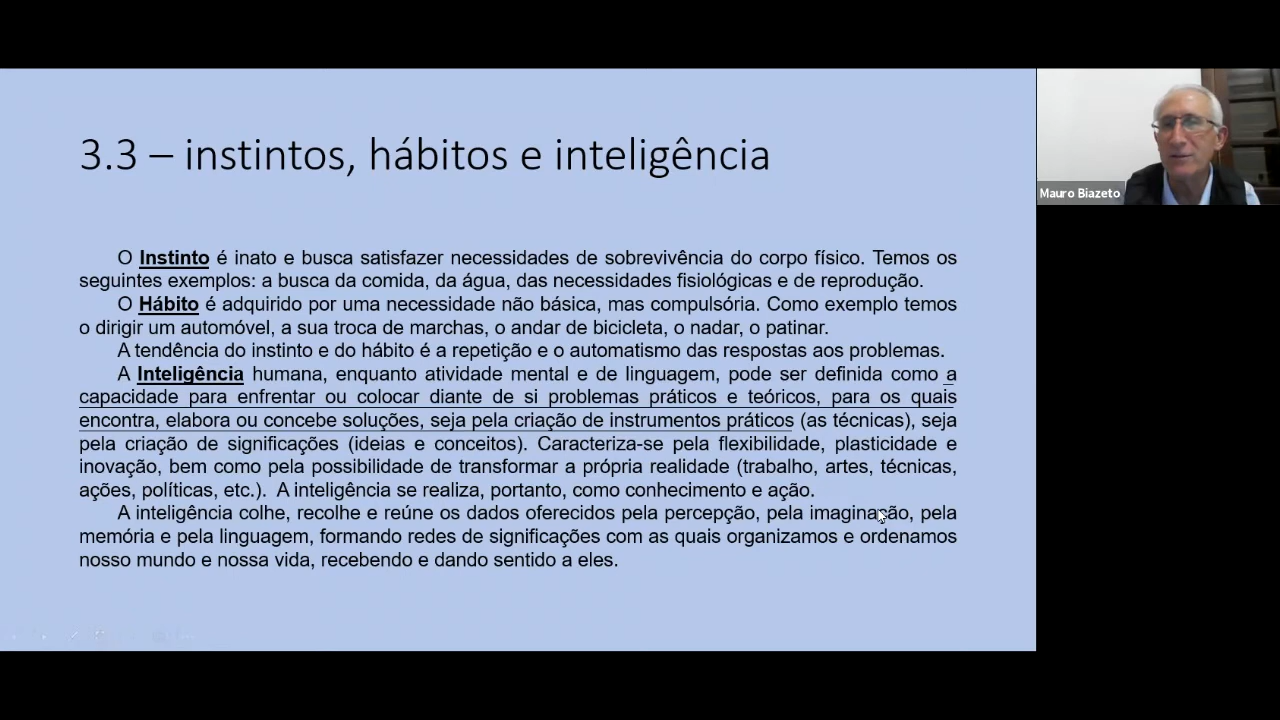 3.3 – instintos, hábitos e inteligência
Mauro Biazeto
O Instinto é inato e busca satisfazer necessidades de sobrevivência do corpo físico. Temos os
seguintes exemplos: a busca da comida, da água, das necessidades fisiológicas e de reprodução.
O Hábito é adquirido por uma necessidade não básica, mas compulsória. Como exemplo temos
o dirigir um automóvel, a sua troca de marchas, o andar de bicicleta, o nadar, o patinar.
A tendência do instinto e do hábito é a repetição e o automatismo das respostas aos problemas.
A Inteligência humana, enquanto atividade mental e de linguagem, pode ser definida como a
capacidade para enfrentar ou colocar diante de si problemas práticos e teóricos, para os quais
encontra, elabora ou concebe soluções, seja pela criação de instrumentos práticos (as técnicas), seja
pela criação de significações (ideias e conceitos). Caracteriza-se pela flexibilidade, plasticidade e
inovação, bem como pela possibilidade de transformar a própria realidade (trabalho, artes, técnicas,
ações, políticas, etc.). A inteligência se realiza, portanto, como conhecimento e ação.
A inteligência colhe, recolhe e reúne os dados oferecidos pela percepção, pela imaginação, pela
memória e pela linguagem, formando redes de significações com as quais organizamos e ordenamos
nosso mundo e nossa vida, recebendo e dando sentido a eles.